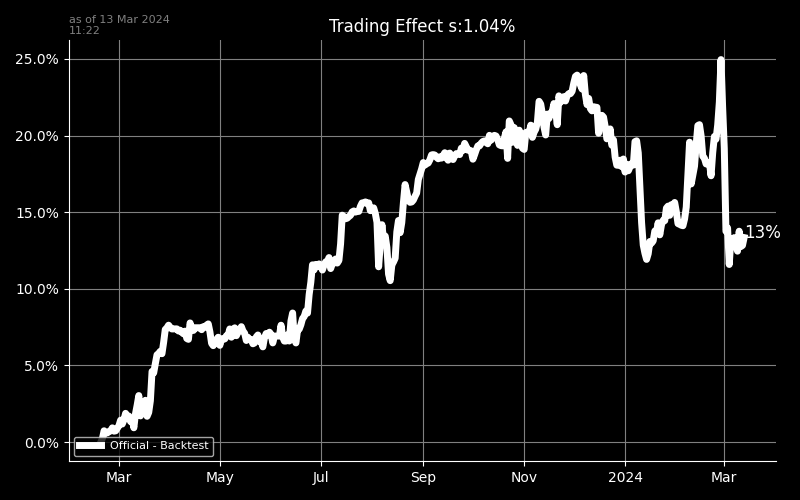 as of 13 Mar 2024
11:22
Trading Effect s:1.04%
25.0%
20.0%
15.0%
13%
10.0%
5.0%
0.0%
Official - Backtest
Mar May Jul Sep Nov 2024 Mar